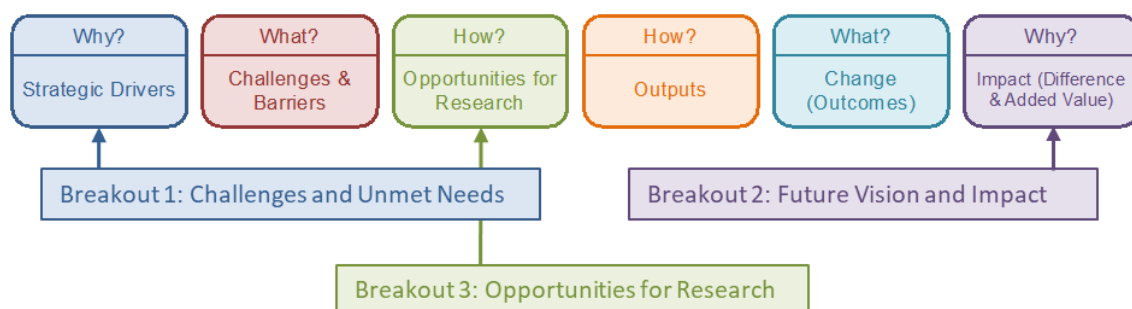 Why?
Strategic Drivers
What?
Challenges &
Barriers
How?
Opportunities for
Research
How?
Outputs
What?
Change
(Outcomes)
Why?
Impact (Difference
& Added Value)
Breakout 1: Challenges and Unmet Needs
Breakout 2: Future Vision and Impact
Breakout 3: Opportunities for Research